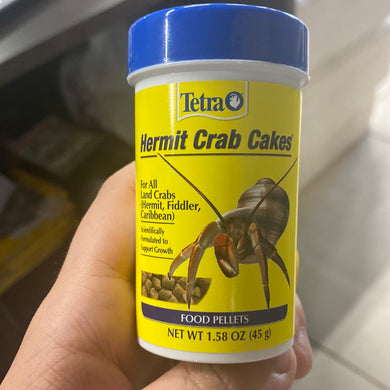 Tetra
Hermit Crab Cakes
For All
Land Crabs
(Hermit, Fiddler,
Caribbean)
Scientifically
Formulated to
Support Growth
FOOD PELLETS
NET WT 1.58 OZ (45 g)